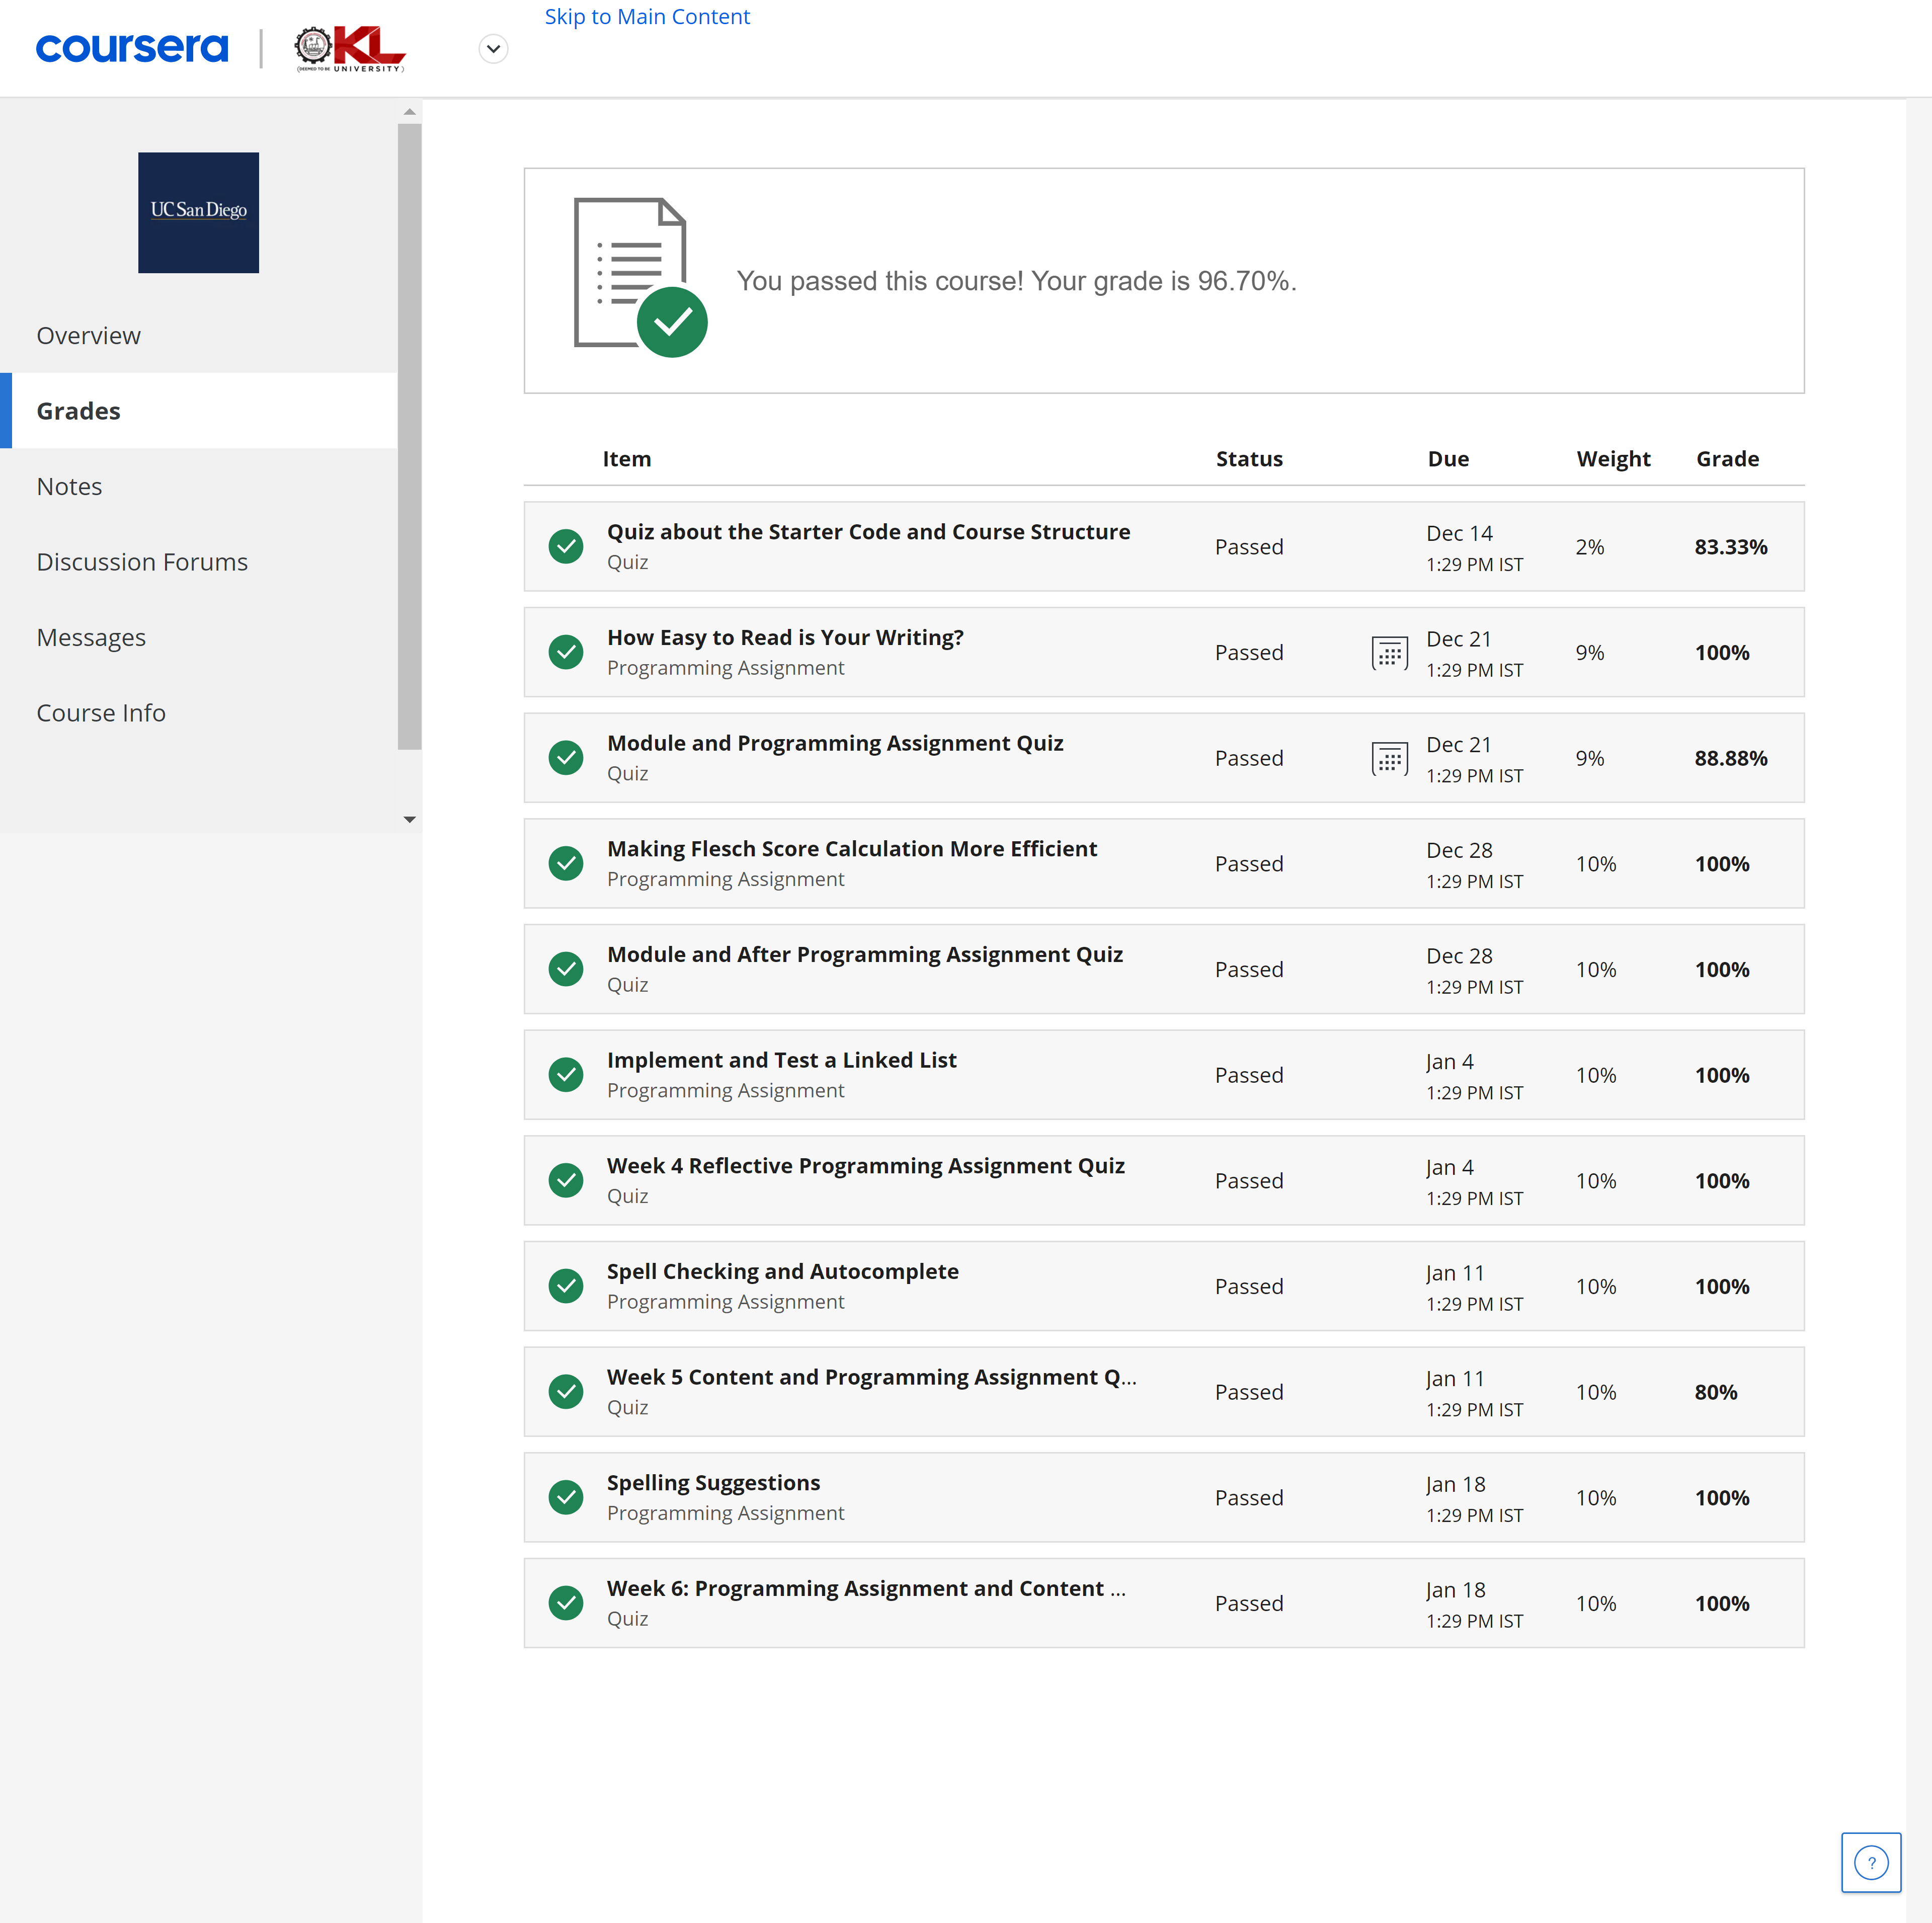 Skip to Main Content
coursera
KL
(DEEMED TO BE UNIVERSITY)
UC San Diego
Overview
Grades
Notes
Discussion Forums
Messages
Course Info
You passed this course! Your grade is 96.70%.
Item Status Due Weight Grade
Quiz about the Starter Code and Course Structure
Quiz
Passed
Dec 14
1:29 PM IST
2%
83.33%
How Easy to Read is Your Writing?
Programming Assignment
Passed
Dec 21
1:29 PM IST
9%
100%
Module and Programming Assignment Quiz
Quiz
Passed
Dec 21
1:29 PM IST
9%
88.88%
Making Flesch Score Calculation More Efficient
Programming Assignment
Passed
Dec 28
1:29 PM IST
10%
100%
Module and After Programming Assignment Quiz
Quiz
Passed
Dec 28
1:29 PM IST
10%
100%
Implement and Test a Linked List
Programming Assignment
Passed
Jan 4
1:29 PM IST
10%
100%
Week 4 Reflective Programming Assignment Quiz
Quiz
Passed
Jan 4
1:29 PM IST
10%
100%
Spell Checking and Autocomplete
Programming Assignment
Passed
Jan 11
1:29 PM IST
10%
100%
Week 5 Content and Programming Assignment Q...
Quiz
Passed
Jan 11
1:29 PM IST
10%
80%
Spelling Suggestions
Programming Assignment
Passed
Jan 18
1:29 PM IST
10%
100%
Week 6: Programming Assignment and Content ...
Quiz
Passed
Jan 18
1:29 PM IST
10%
100%
?